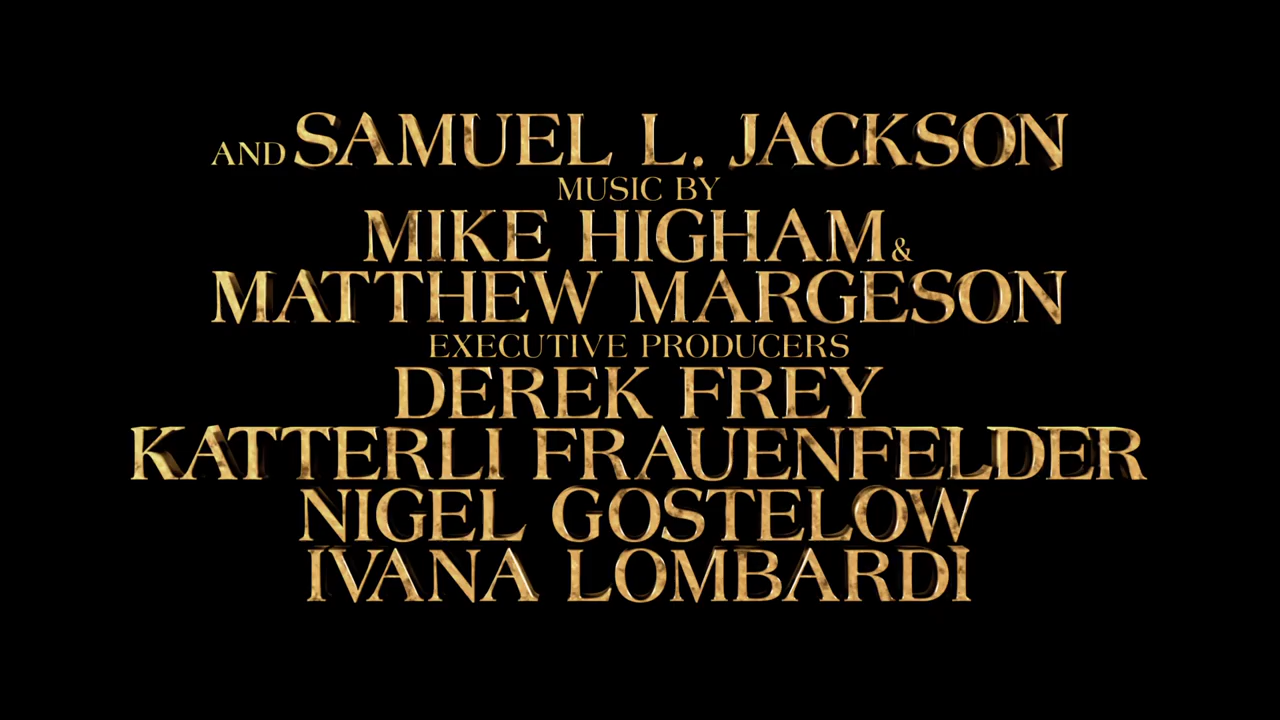 AND SAMUEL L. JACKSON
MUSIC BY
MIKE HIGHAM &
MATTHEW MARGESON
EXECUTIVE PRODUCERS
DEREK FREY
KATTERLI FRAUENFELDER
NIGEL GOSTELOW
IVANA LOMBARDI